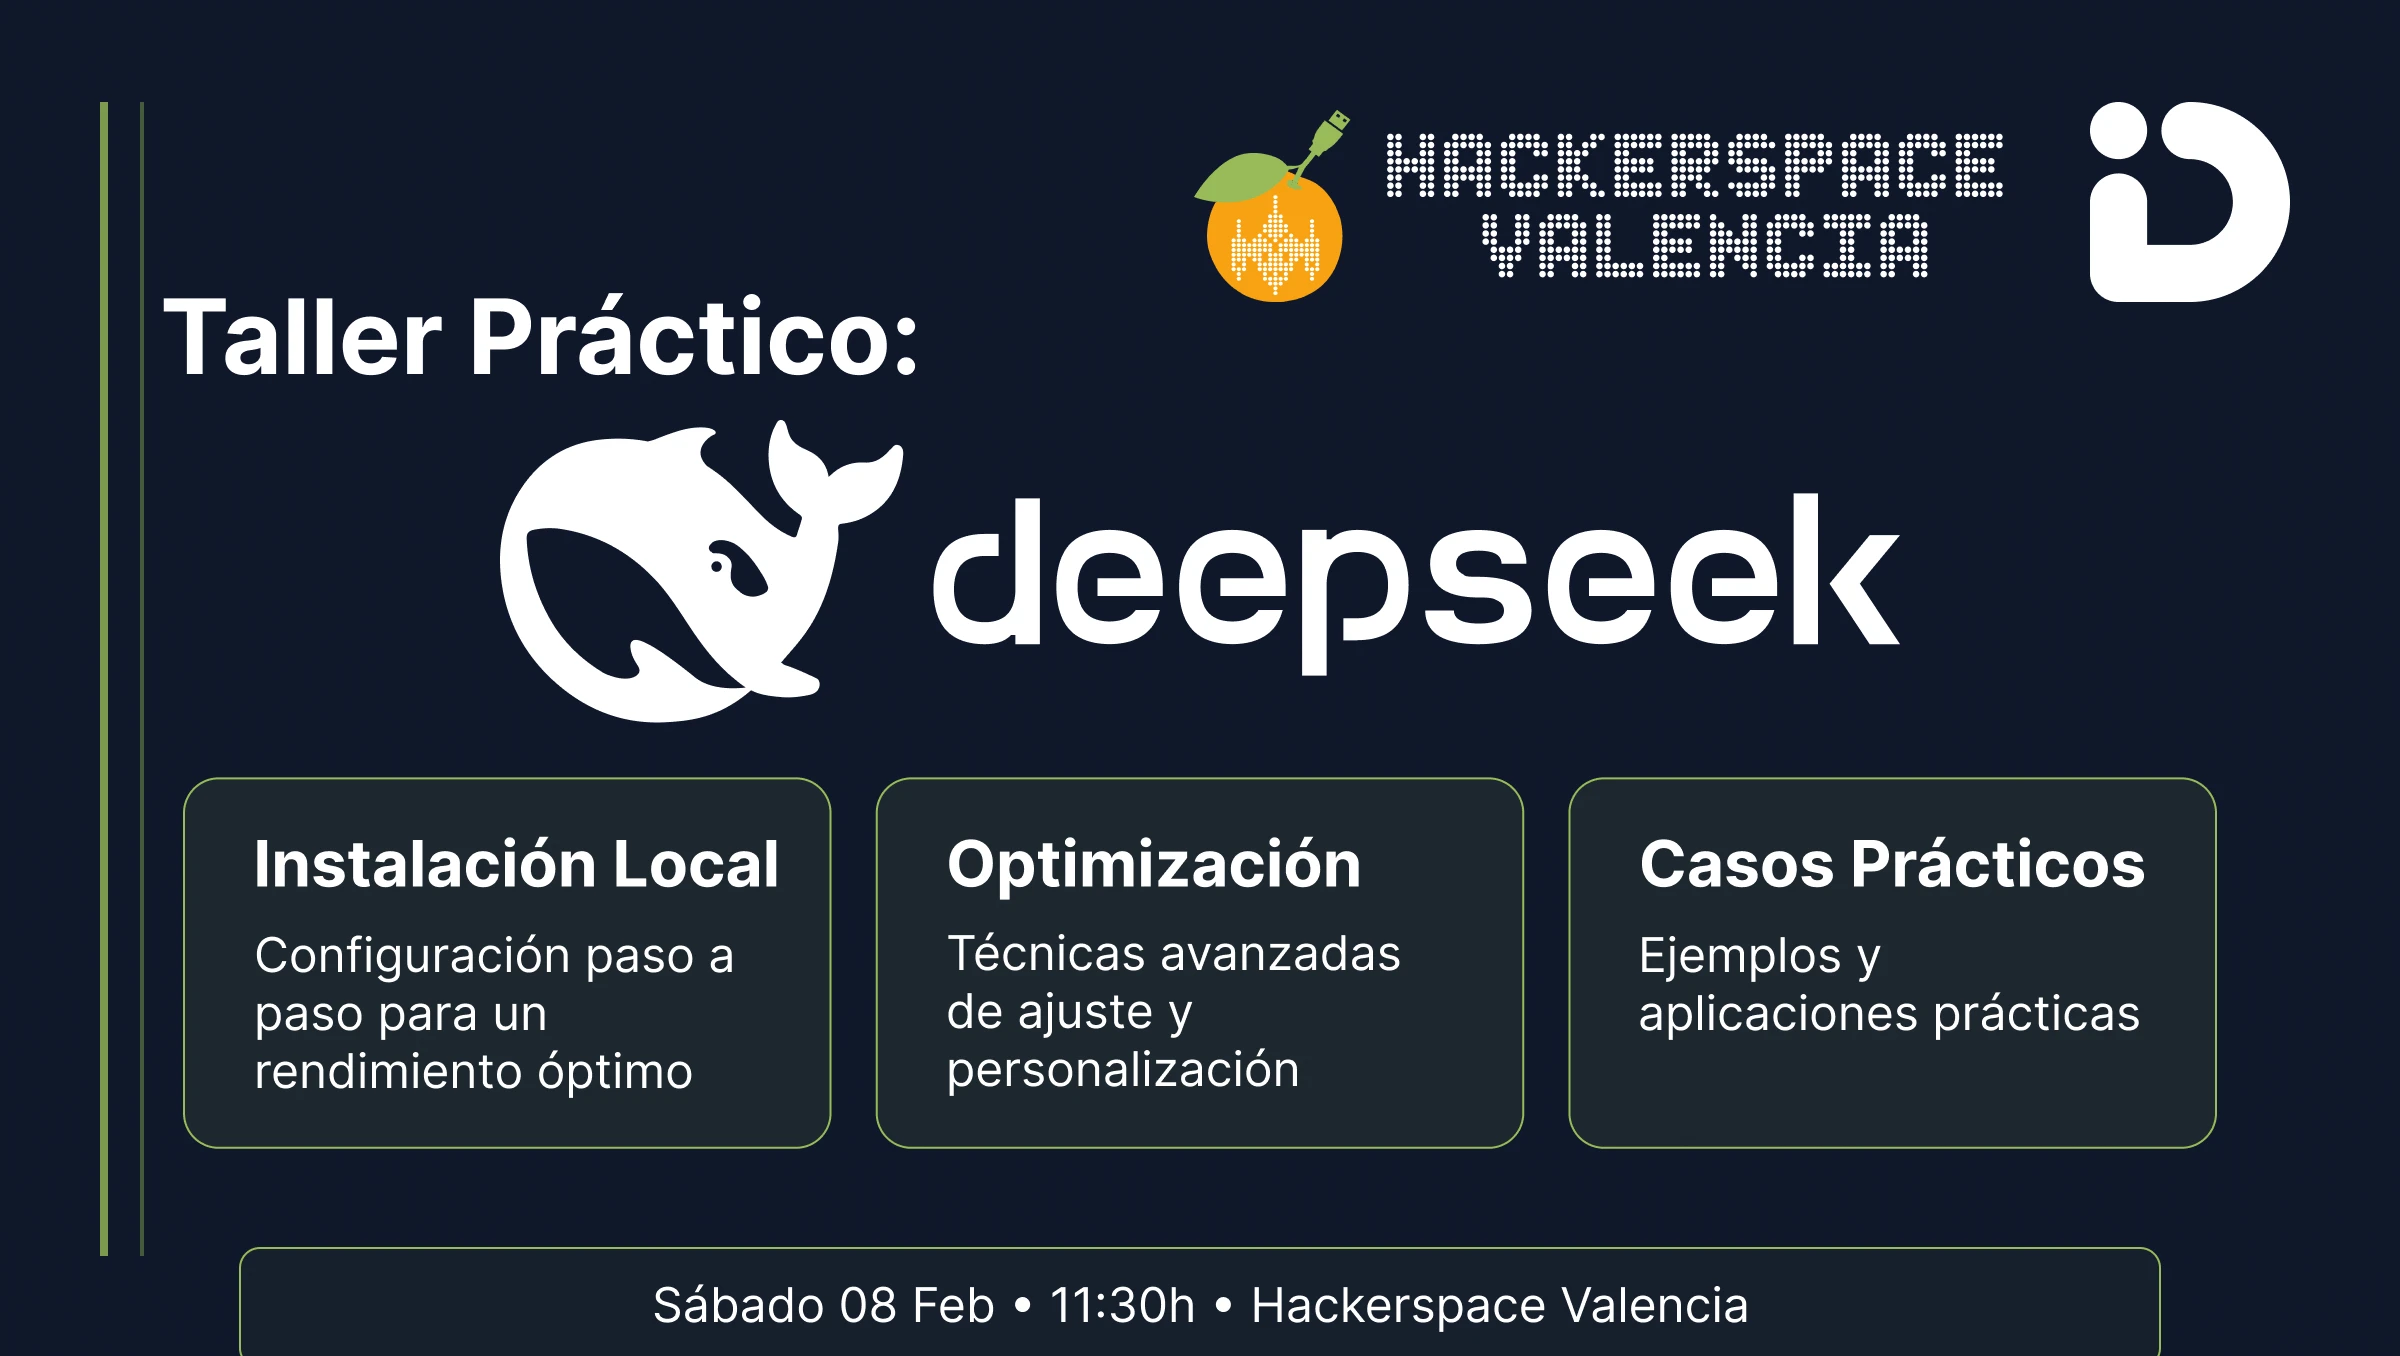 HACKERSPACE
VALENCIA
Taller Práctico:
deepseek
Instalación Local
Configuración paso a
paso para un
rendimiento óptimo
Optimización
Técnicas avanzadas
de ajuste y
personalización
Casos Prácticos
Ejemplos y
aplicaciones prácticas
Sábado 08 Feb • 11:30h • Hackerspace Valencia